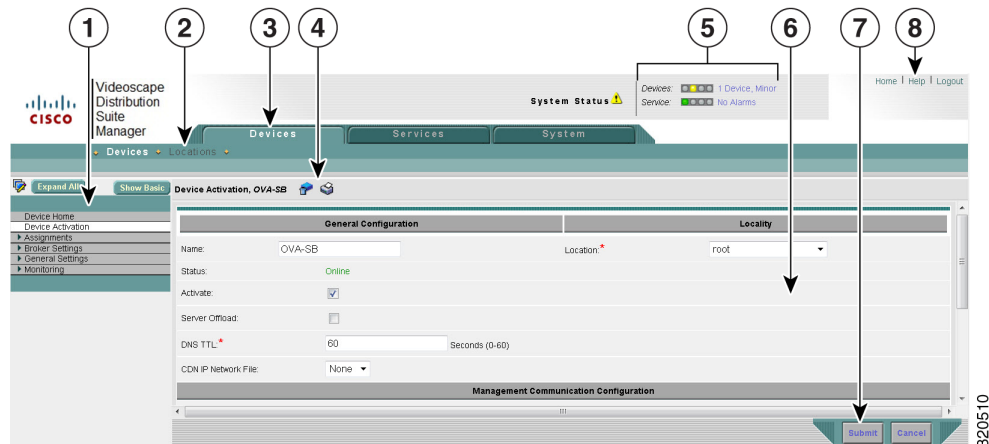 1 2 3 4 5 6 7 8
Home | Help | Logout
CISCO
Videoscape
Distribution
Suite
Manager
System Status
Devices: 1 Device, Minor
Service: No Alarms
Devices Services System
Devices Locations
Expand All Show Basic
Device Activation, OVA-SB
Device Home
Device Activation
Assignments
Broker Settings
General Settings
Monitoring
General Configuration Locality
Name: OVA-SB Location:* root
Status: Online
Activate:
Server Offload:
DNS TTL:* 60 Seconds (0-60)
CDN IP Network File: None
Management Communication Configuration
Submit Cancel
320510